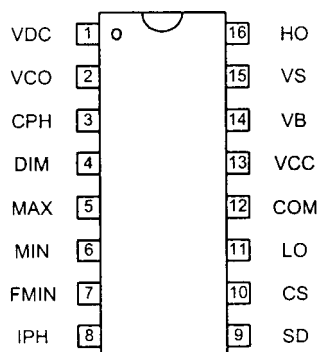 VDC 1 16 HO
VCO 2 15 VS
CPH 3 14 VB
DIM 4 13 VCC
MAX 5 12 COM
MIN 6 11 LO
FMIN 7 10 CS
IPH 8 9 SD